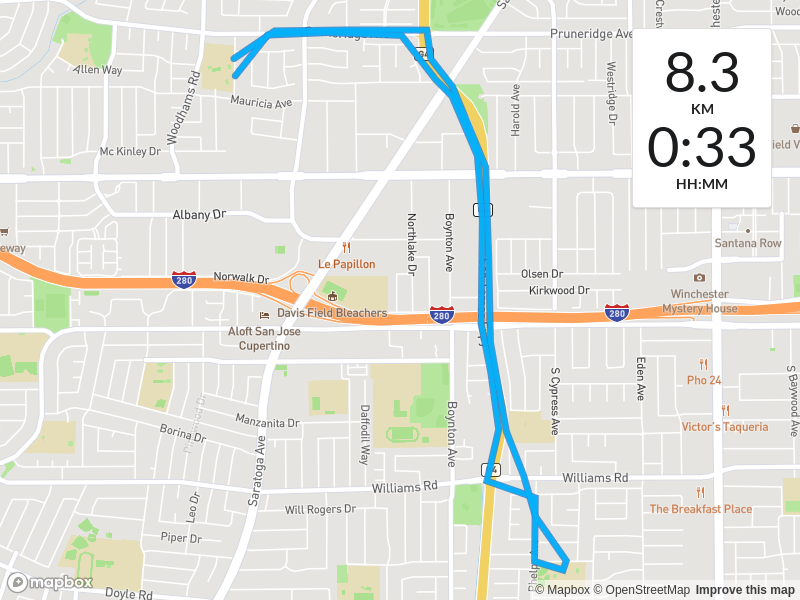 Pruneridge Ave
Allen Way
Woodhams Rd
Mauricia Ave
Harold Ave
Westridge Dr
8.3
KM
0:33
HH:MM
Mc Kinley Dr
Albany Dr
Northlake Dr
Boynton Ave
Santana Row
Le Papillon
Norwalk Dr
280
Olsen Dr
Kirkwood Dr
Winchester
Mystery House
Davis Field Bleachers
280
280
Aloft San Jose
Cupertino
S Cypress Ave
Eden Ave
Pho 24
S Baywood Ave
Manzanita Dr
Borina Dr
Daffodil Way
Boynton Ave
Victor's Taqueria
Saratoga Ave
Williams Rd
Williams Rd
Leo Dr
Will Rogers Dr
The Breakfast Place
Piper Dr
Doyle Rd
mapbox
© Mapbox © OpenStreetMap Improve this map